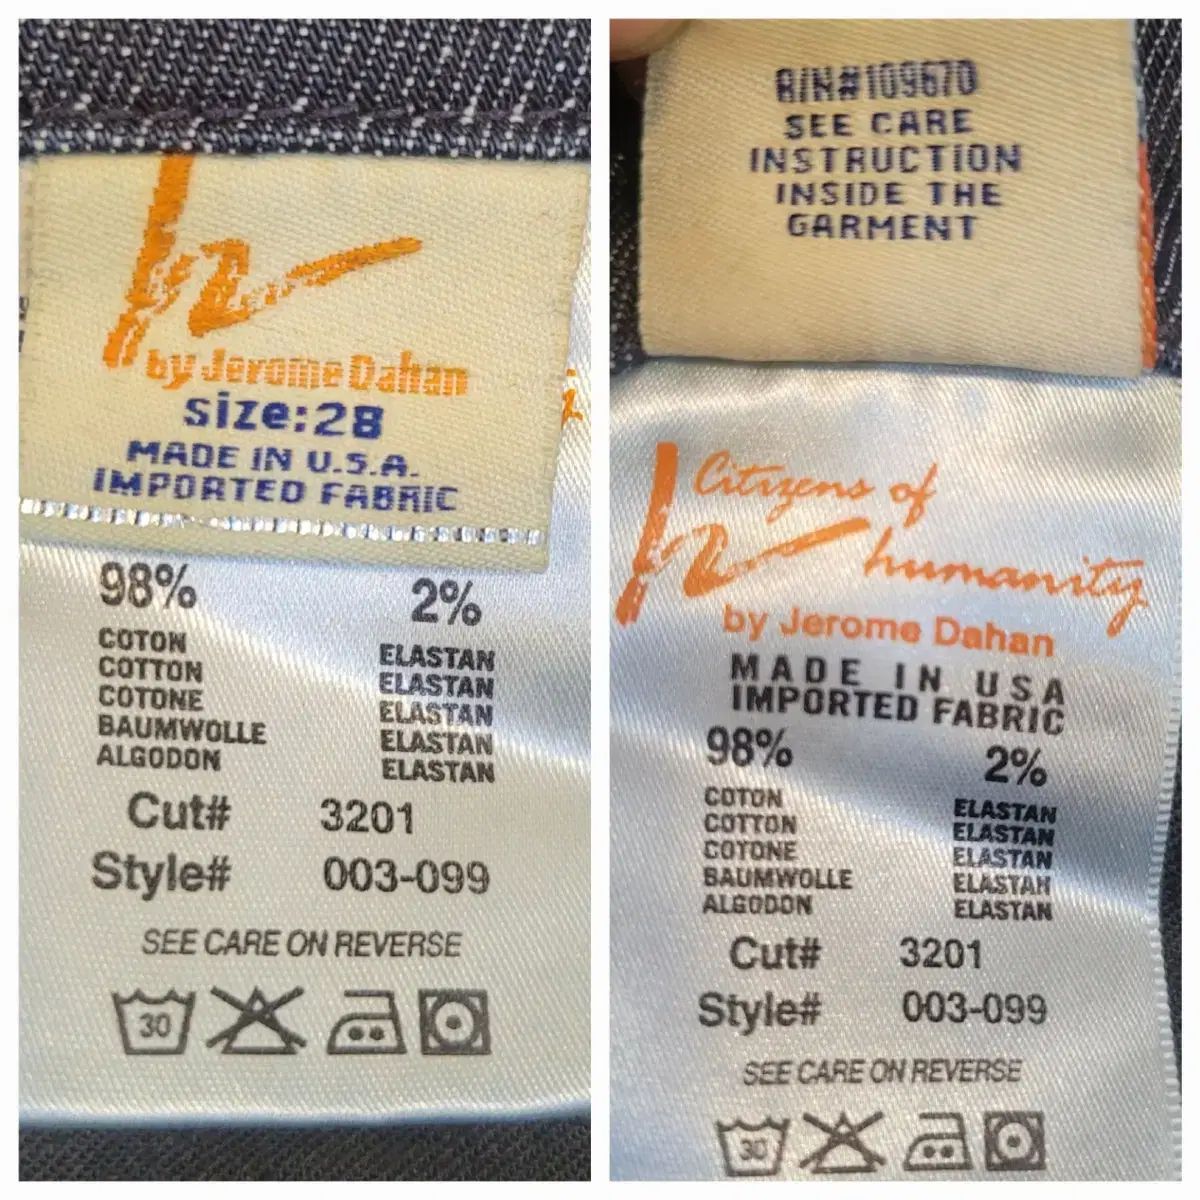 by Jerome Dahan
size:28
MADE IN U.S.A.
IMPORTED FABRIC
98% 2%
COTON ELASTAN
COTTON ELASTAN
COTONE ELASTAN
BAUMWOLLE ELASTAN
ALGODON ELASTAN
Cut# 3201
Style# 003-099
SEE CARE ON REVERSE
30
R/N#109670
SEE CARE
INSTRUCTION
INSIDE THE
GARMENT
Citizens of
humanity
by Jerome Dahan
MADE IN USA
IMPORTED FABRIC
98% 2%
COTON ELASTAN
COTTON ELASTAN
COTONE ELASTAN
BAUMWOLLE ELASTAN
ALGODON ELASTAN
Cut# 3201
Style# 003-099
SEE CARE ON REVERSE
30